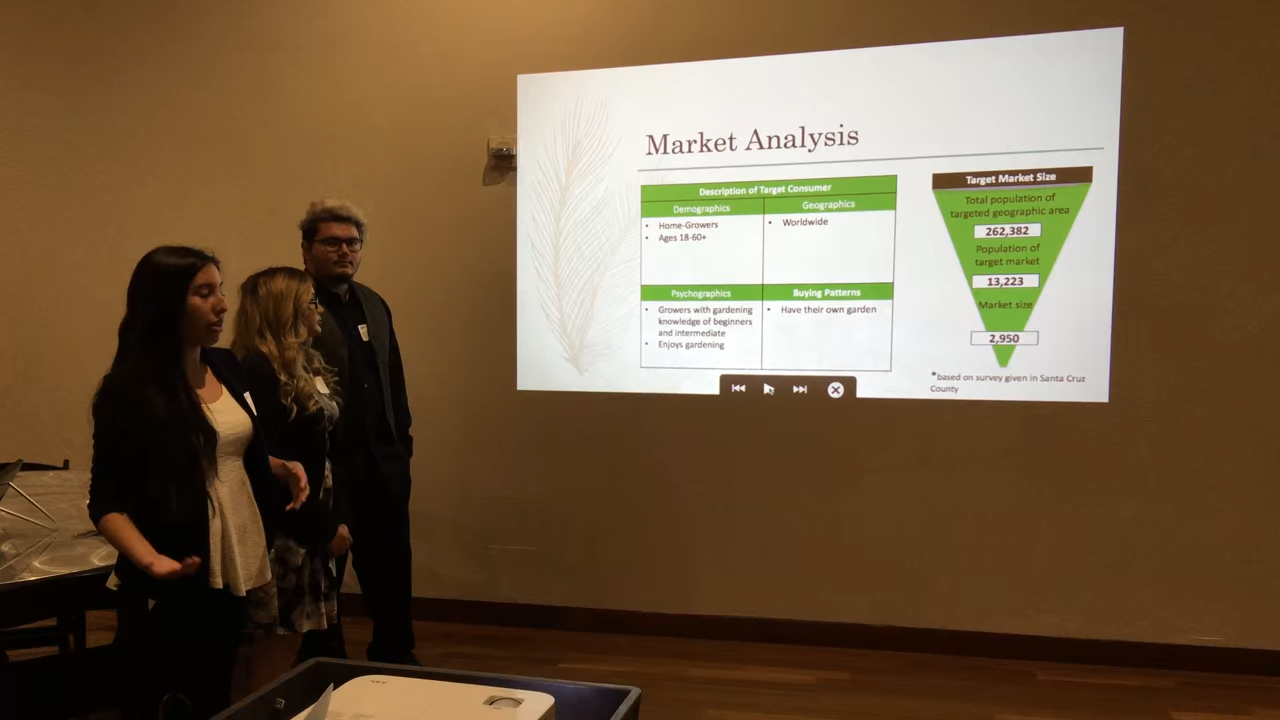 Market Analysis
Description of Target Consumer
Demographics
Geographics
• Home-Growers
• Ages 18-60+
• Worldwide
Psychographics
Buying Patterns
• Growers with gardening
knowledge of beginners
and intermediate
• Enjoys gardening
• Have their own garden
Target Market Size
Total population of
targeted geographic area
262,382
Population of
target market
13,223
Market size
2,950
*based on survey given in Santa Cruz
County
NEC